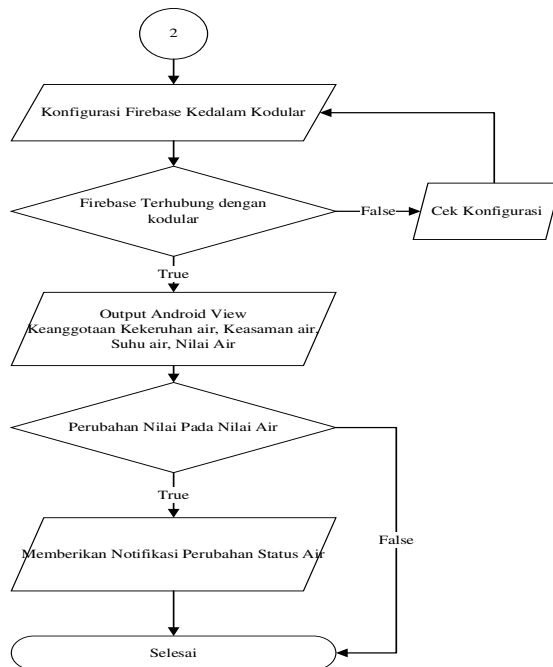 2
Konfigurasi Firebase Kedalam Kodular
Firebase Terhubung dengan
kodular
False
Cek Konfigurasi
True
Output Android View
Keanggotaan Kekeruhan air, Keasaman air,
Suhu air, Nilai Air
Perubahan Nilai Pada Nilai Air
True
Memberikan Notifikasi Perubahan Status Air
False
Selesai